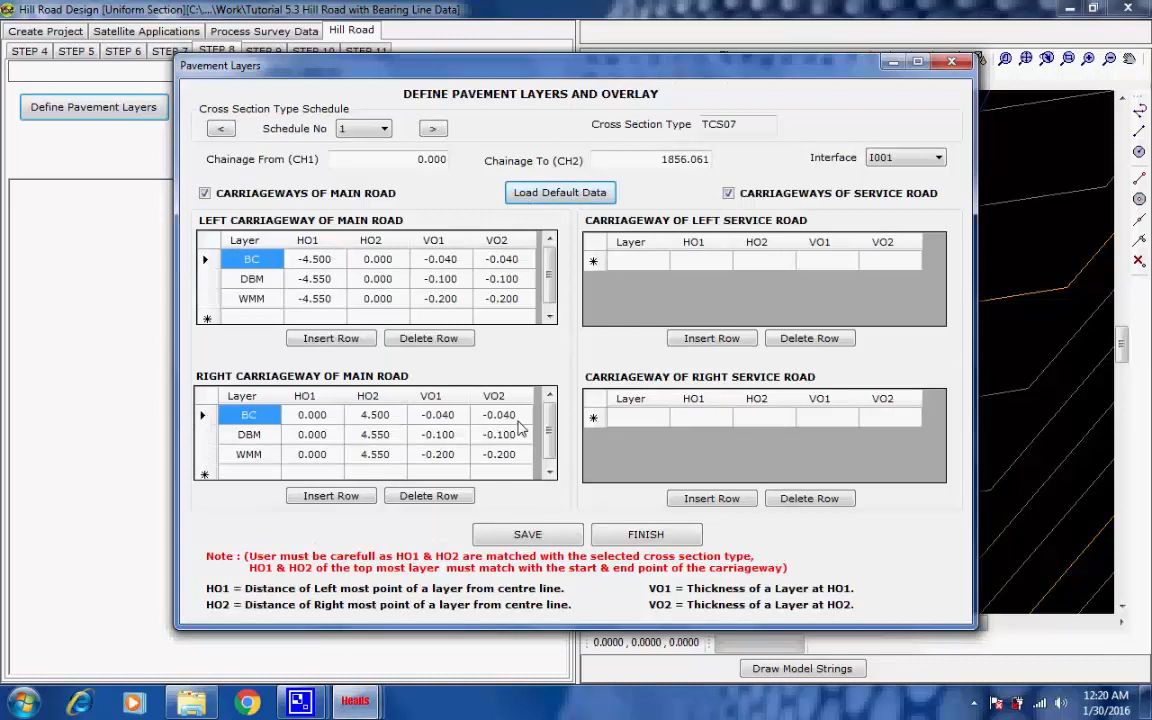 Hill Road Design [Uniform Section][C:\...\Work\Tutorial 5.3 Hill Road with Bearing Line Data]
Create Project Satellite Applications Process Survey Data Hill Road
STEP 4 STEP 5 STEP 6 STEP 7 STEP 8 STEP 9 STEP 10 STEP 11
Define Pavement Layers
Pavement Layers
DEFINE PAVEMENT LAYERS AND OVERLAY
Cross Section Type Schedule
< Schedule No 1 > Cross Section Type TCS07
Chainage From (CH1) 0.000 Chainage To (CH2) 1856.061 Interface I001
CARRIAGEWAYS OF MAIN ROAD Load Default Data CARRIAGEWAYS OF SERVICE ROAD
LEFT CARRIAGEWAY OF MAIN ROAD
Layer HO1 HO2 VO1 VO2
BC -4.500 0.000 -0.040 -0.040
DBM -4.550 0.000 -0.100 -0.100
WMM -4.550 0.000 -0.200 -0.200
Insert Row Delete Row
CARRIAGEWAY OF LEFT SERVICE ROAD
Layer HO1 HO2 VO1 VO2
Insert Row Delete Row
RIGHT CARRIAGEWAY OF MAIN ROAD
Layer HO1 HO2 VO1 VO2
BC 0.000 4.500 -0.040 -0.040
DBM 0.000 4.550 -0.100 -0.100
WMM 0.000 4.550 -0.200 -0.200
Insert Row Delete Row
CARRIAGEWAY OF RIGHT SERVICE ROAD
Layer HO1 HO2 VO1 VO2
Insert Row Delete Row
SAVE FINISH
Note : (User must be carefull as HO1 & HO2 are matched with the selected cross section type,
HO1 & HO2 of the top most layer must match with the start & end point of the carriageway)
HO1 = Distance of Left most point of a layer from centre line. VO1 = Thickness of a Layer at HO1.
HO2 = Distance of Right most point of a layer from centre line. VO2 = Thickness of a Layer at HO2.
0.0000 , 0.0000 , 0.0000
Draw Model Strings
Heads
12:20 AM
1/30/2016